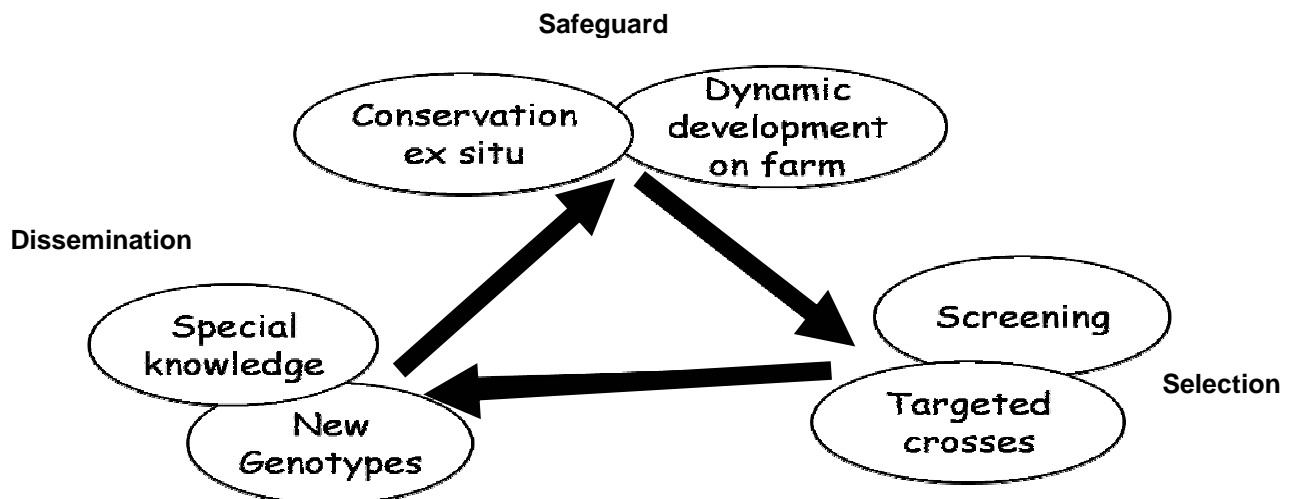 Safeguard
Conservation
ex situ
Dynamic
development
on farm
Dissemination
Special
knowledge
New
Genotypes
Screening
Targeted
crosses
Selection